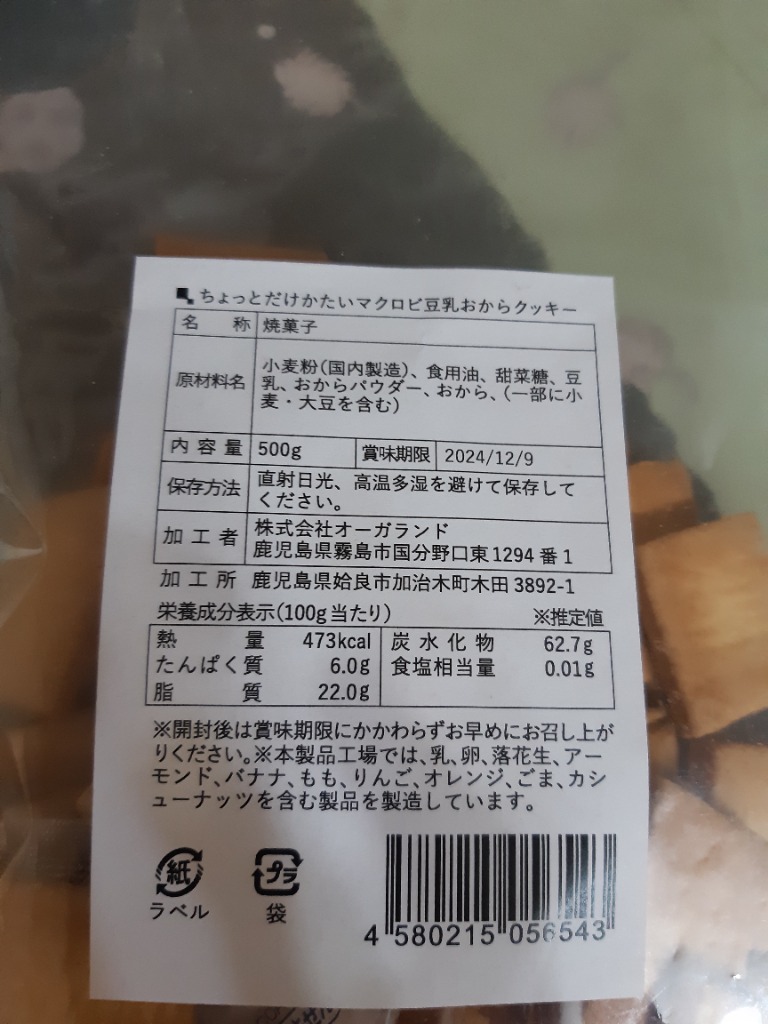 ちょっとだけかたいマクロビ豆乳おからクッキー
名 称 焼菓子
原材料名 小麦粉(国内製造)、食用油、甜菜糖、豆
乳、おからパウダー、おから、(一部に小
麦・大豆を含む)
内容量 500g 賞味期限 2024/12/9
保存方法 直射日光、高温多湿を避けて保存して
ください。
加工者 株式会社オーガランド
鹿児島県霧島市国分野口東1294番1
加工所 鹿児島県姶良市加治木町木田3892-1
栄養成分表示(100g当たり) ※推定値
熱 量 473kcal 炭水化物 62.7g
たんぱく質 6.0g 食塩相当量 0.01g
脂 質 22.0g
※開封後は賞味期限にかかわらずお早めにお召し上が
りください。※本製品工場では、乳、卵、落花生、アー
モンド、バナナ、もも、りんご、オレンジ、ごま、カシ
ューナッツを含む製品を製造しています。
紙 プラ
ラベル 袋
4 580215 056543